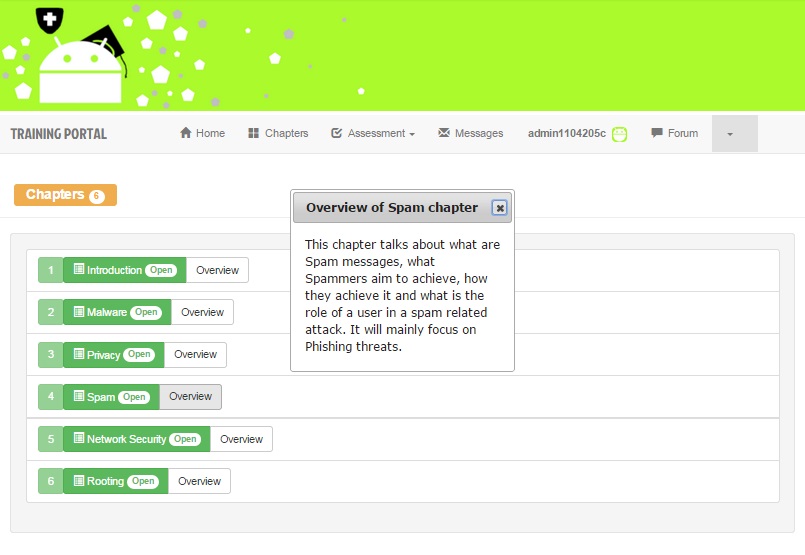 TRAINING PORTAL Home Chapters Assessment Messages admin1104205c Forum
Chapters 6
Overview of Spam chapter
This chapter talks about what are
Spam messages, what
Spammers aim to achieve, how
they achieve it and what is the
role of a user in a spam related
attack. It will mainly focus on
Phishing threats.
1 Introduction Open Overview
2 Malware Open Overview
3 Privacy Open Overview
4 Spam Open Overview
5 Network Security Open Overview
6 Rooting Open Overview